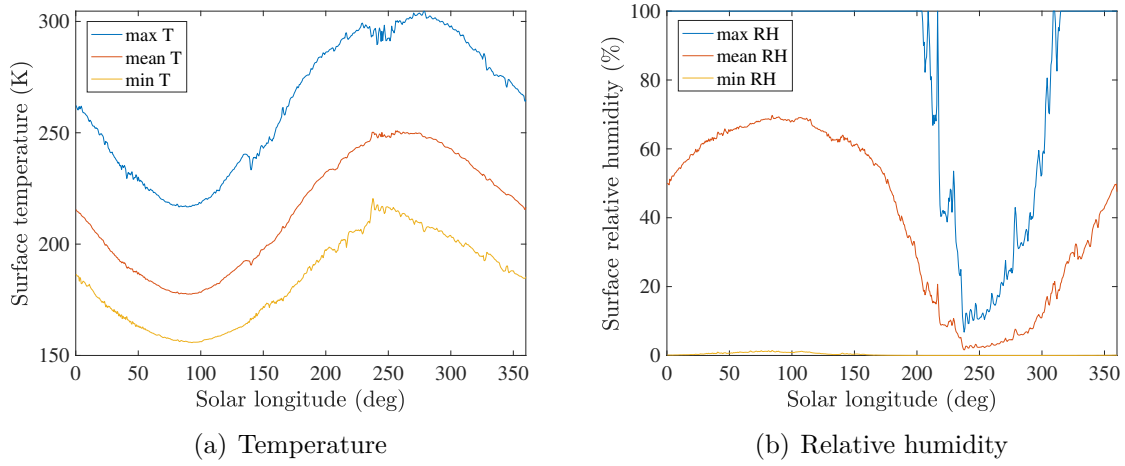 300
250
200
150
Surface temperature (K)
max T
mean T
min T
0 50 100 150 200 250 300 350
Solar longitude (deg)
(a) Temperature
100
80
60
40
20
0
Surface relative humidity (%)
max RH
mean RH
min RH
0 50 100 150 200 250 300 350
Solar longitude (deg)
(b) Relative humidity